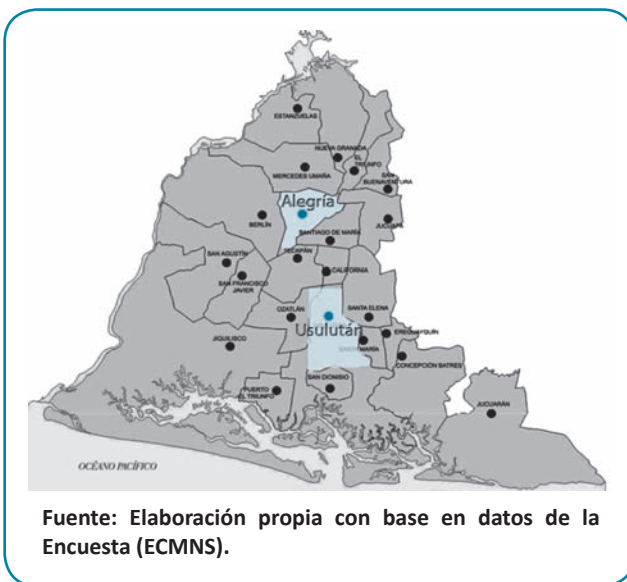 ESTANZUELAS
NUEVA GRANADA
EL
TRIUNFO
MERCEDES UMAÑA
SAN
BUENAVENTURA
Alegría
BERLÍN
JUCUAPA
SANTIAGO DE MARÍA
TECAPÁN
SAN AGUSTÍN
CALIFORNIA
SAN FRANCISCO
JAVIER
OZATLÁN
SANTA ELENA
Usulután
EREGUAYQUÍN
JIQUILISCO
MARÍA
CONCEPCIÓN BATRES
SAN DIONISIO
PUERTO
EL TRIUNFO
JUCUARÁN
OCÉANO PACÍFICO
Fuente: Elaboración propia con base en datos de la
Encuesta (ECMNS).